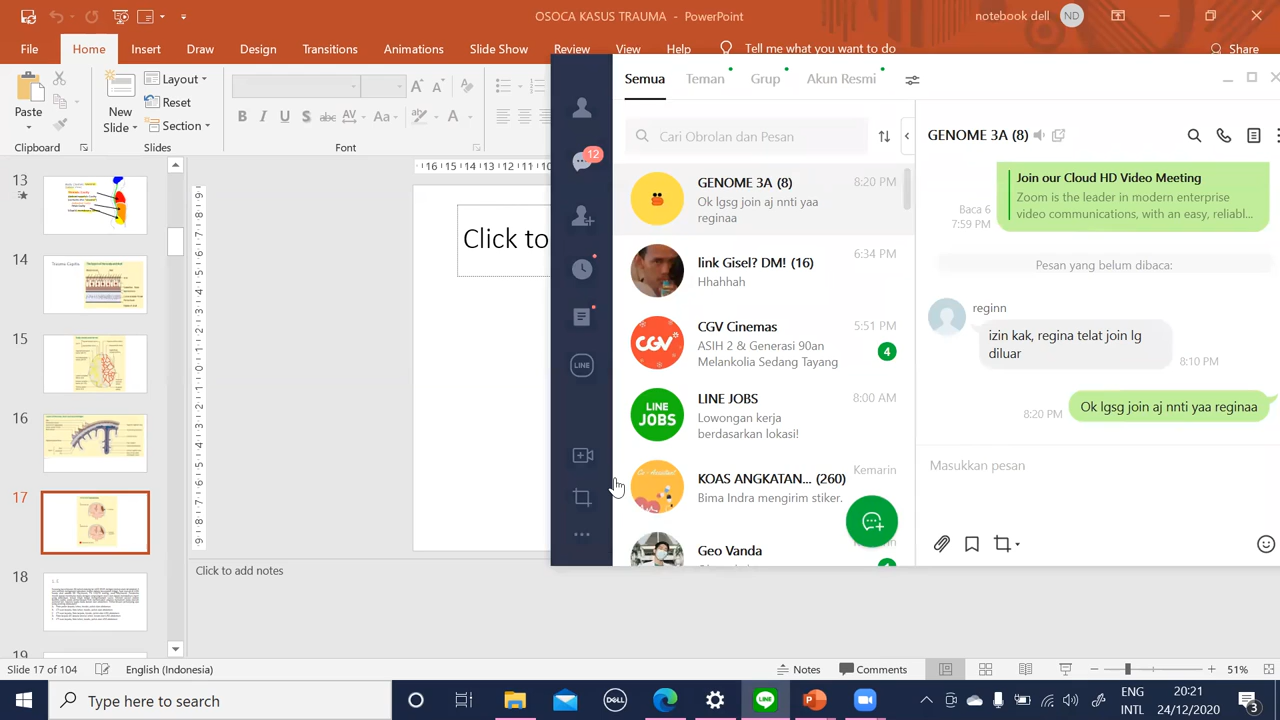 OSOCA KASUS TRAUMA - PowerPoint
notebook dell
ND
File
Home
Insert
Draw
Design
Transitions
Animations
Slide Show
Review
View
Help
Tell me what you want to do
Share
Paste
New
Slide
Layout
Reset
Section
Clipboard
Slides
Font
13
14
15
16
17
18
19
Click to
Click to add notes
Semua
Teman
Grup
Akun Resmi
Cari Obrolan dan Pesan
12
GENOME 3A (8)
8:20 PM
Ok lgsg join aj nnti yaa
reginaa
link Gisel? DM! (16)
6:34 PM
Hhahhah
CGV Cinemas
5:51 PM
ASIH 2 & Generasi 90an
Melankolia Sedang Tayang
4
LINE JOBS
8:00 AM
Lowongan kerja
berdasarkan lokasi!
KOAS ANGKATAN... (260)
Kemarin
Bima Indra mengirim stiker.
Geo Vanda
GENOME 3A (8)
Join our Cloud HD Video Meeting
Zoom is the leader in modern enterprise
video communications, with an easy, reliabl...
Baca 6
7:59 PM
Pesan yang belum dibaca:
reginn
izin kak, regina telat join lg
diluar
8:10 PM
8:20 PM
Ok lgsg join aj nnti yaa reginaa
Masukkan pesan
Slide 17 of 104
English (Indonesia)
Notes
Comments
51%
Type here to search
ENG
INTL
20:21
24/12/2020
3